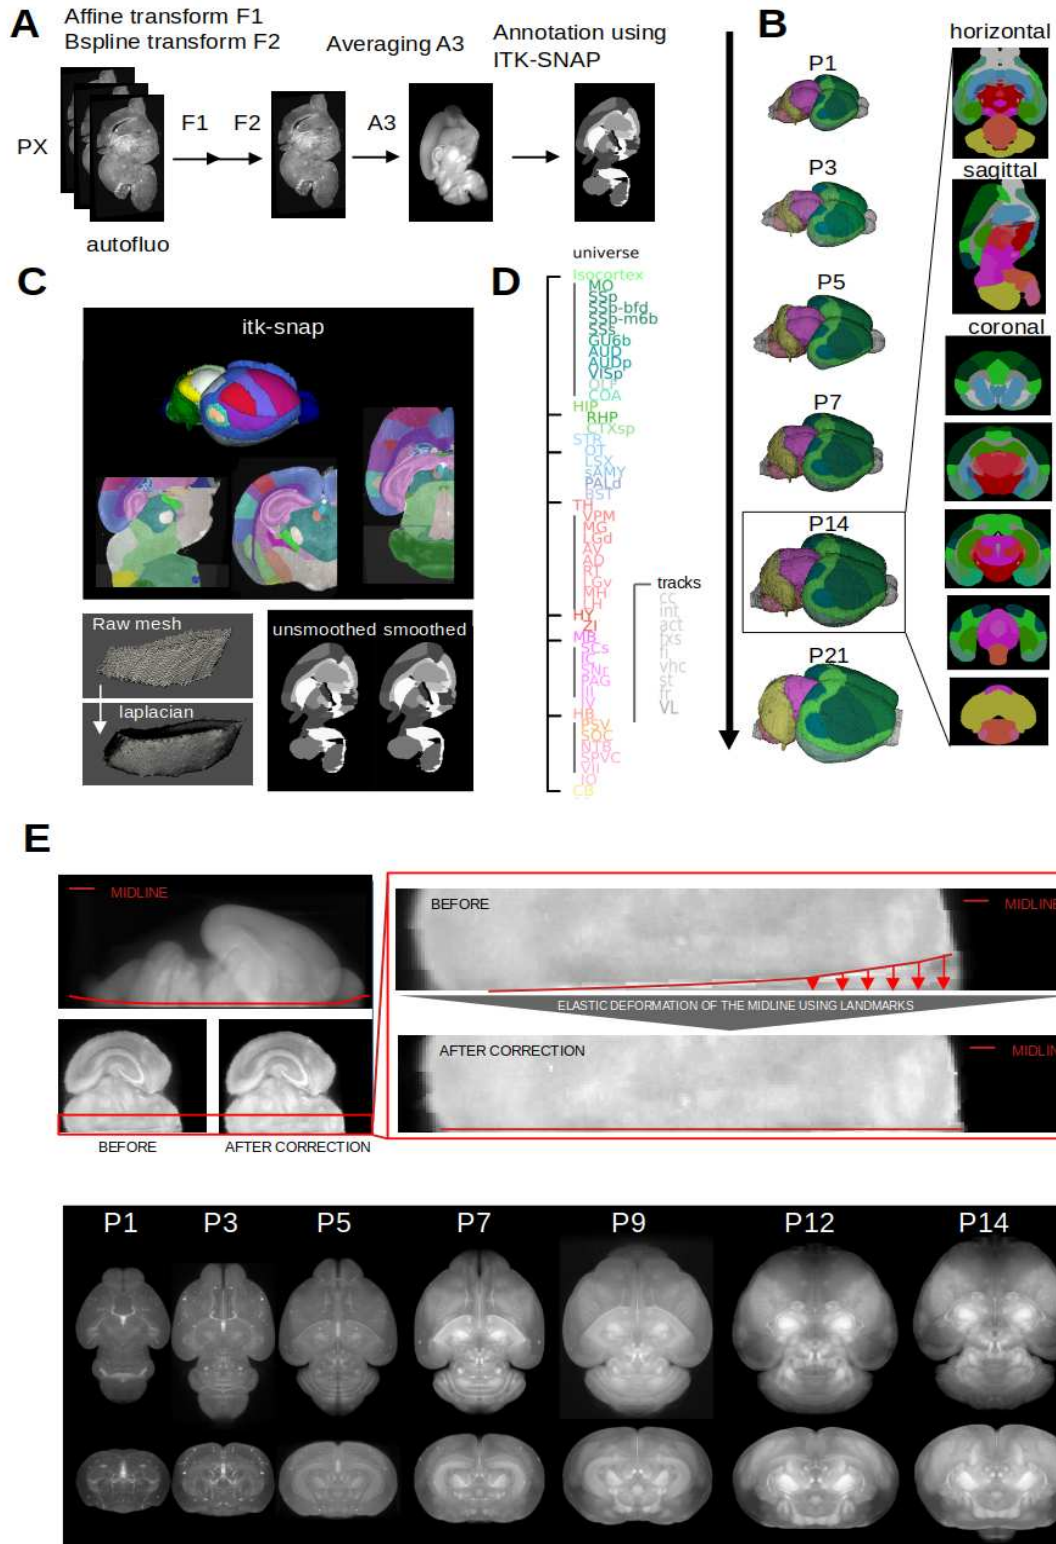 A
Affine transform F1
Bspline transform F2
Averaging A3
Annotation using
ITK-SNAP
PX
F1
F2
A3
autofluo
B
P1
P3
P5
P7
P14
P21
horizontal
sagittal
coronal
C
itk-snap
Raw mesh
laplacian
unsmoothed
smoothed
D
universe
Isocortex
MO
SSp
SSp-bfd
SSp-m6b
SSs
GU6b
AUD
AUDp
VISp
OLF
COA
HIP
RHP
CTXsp
STR
OT
LSX
sAMY
PALd
BST
TH
VPM
MG
LGd
AV
AD
RT
LGv
MH
LH
HY
ZI
MB
SCs
IC
SNr
PAG
III
IV
HB
PSV
SOC
NTB
SPVC
VII
IO
CB
tracks
cc
int
act
fxs
fi
vhc
st
fr
VL
E
MIDLINE
BEFORE
AFTER CORRECTION
BEFORE
MIDLINE
ELASTIC DEFORMATION OF THE MIDLINE USING LANDMARKS
AFTER CORRECTION
MIDLIN
P1
P3
P5
P7
P9
P12
P14